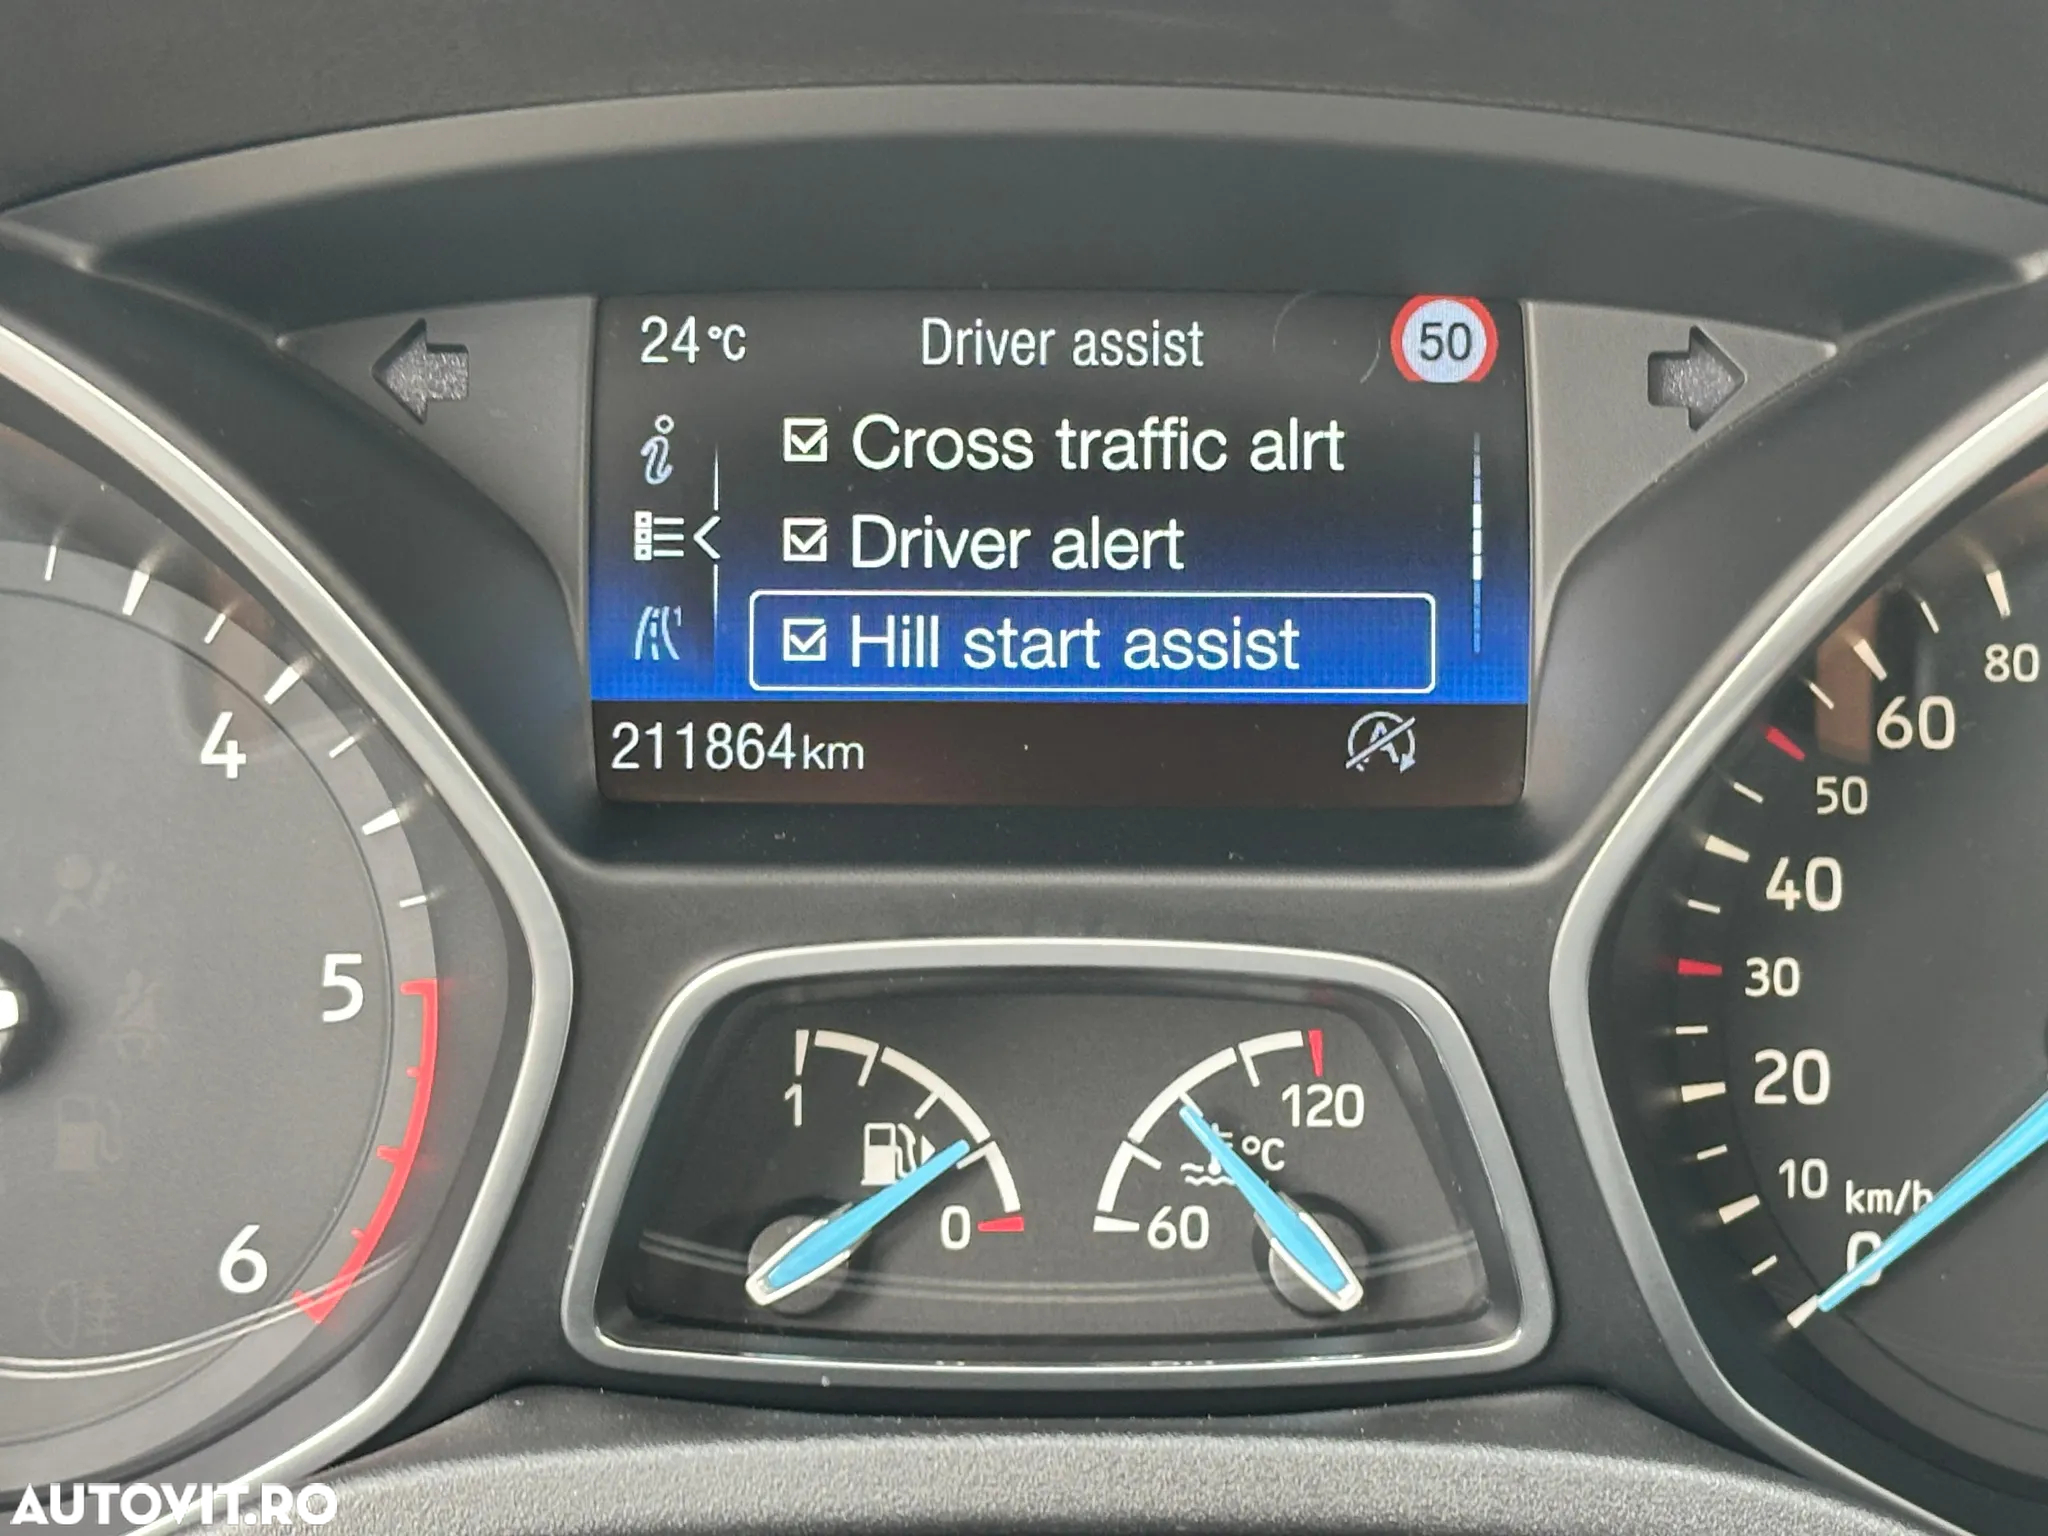 24°C Driver assist 50
Cross traffic alrt
Driver alert
Hill start assist
1
211864km
A
4
5
6
1
0
120
°C
60
80
60
50
40
30
20
10
km/h
0
AUTOVIT.RO